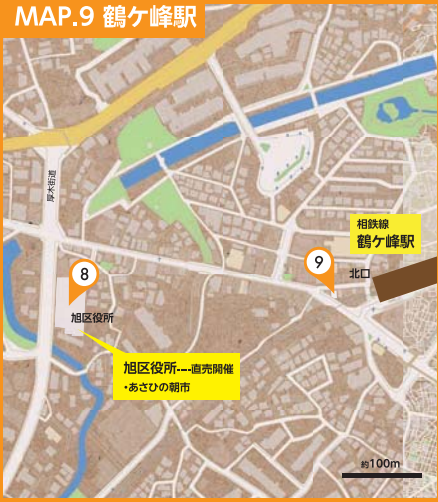 MAP.9 鶴ケ峰駅
厚木街道
相鉄線
鶴ケ峰駅
北口
9
8
旭区役所
旭区役所---直売開催
・あさひの朝市
約100m